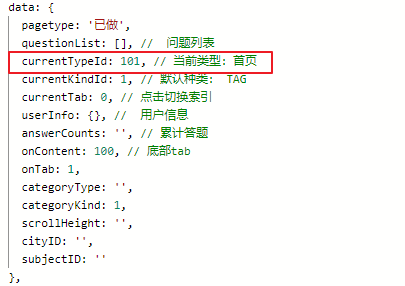 data: {
pagetype: '已做',
questionList: [], // 问题列表
currentTypeId: 101, // 当前类型: 首页
currentKindId: 1, // 默认种类: TAG
currentTab: 0, // 点击切换索引
userInfo: {}, // 用户信息
answerCounts: '', // 累计答题
onContent: 100, // 底部tab
onTab: 1,
categoryType: '',
categoryKind: 1,
scrollHeight: '',
cityID: '',
subjectID: ''
},